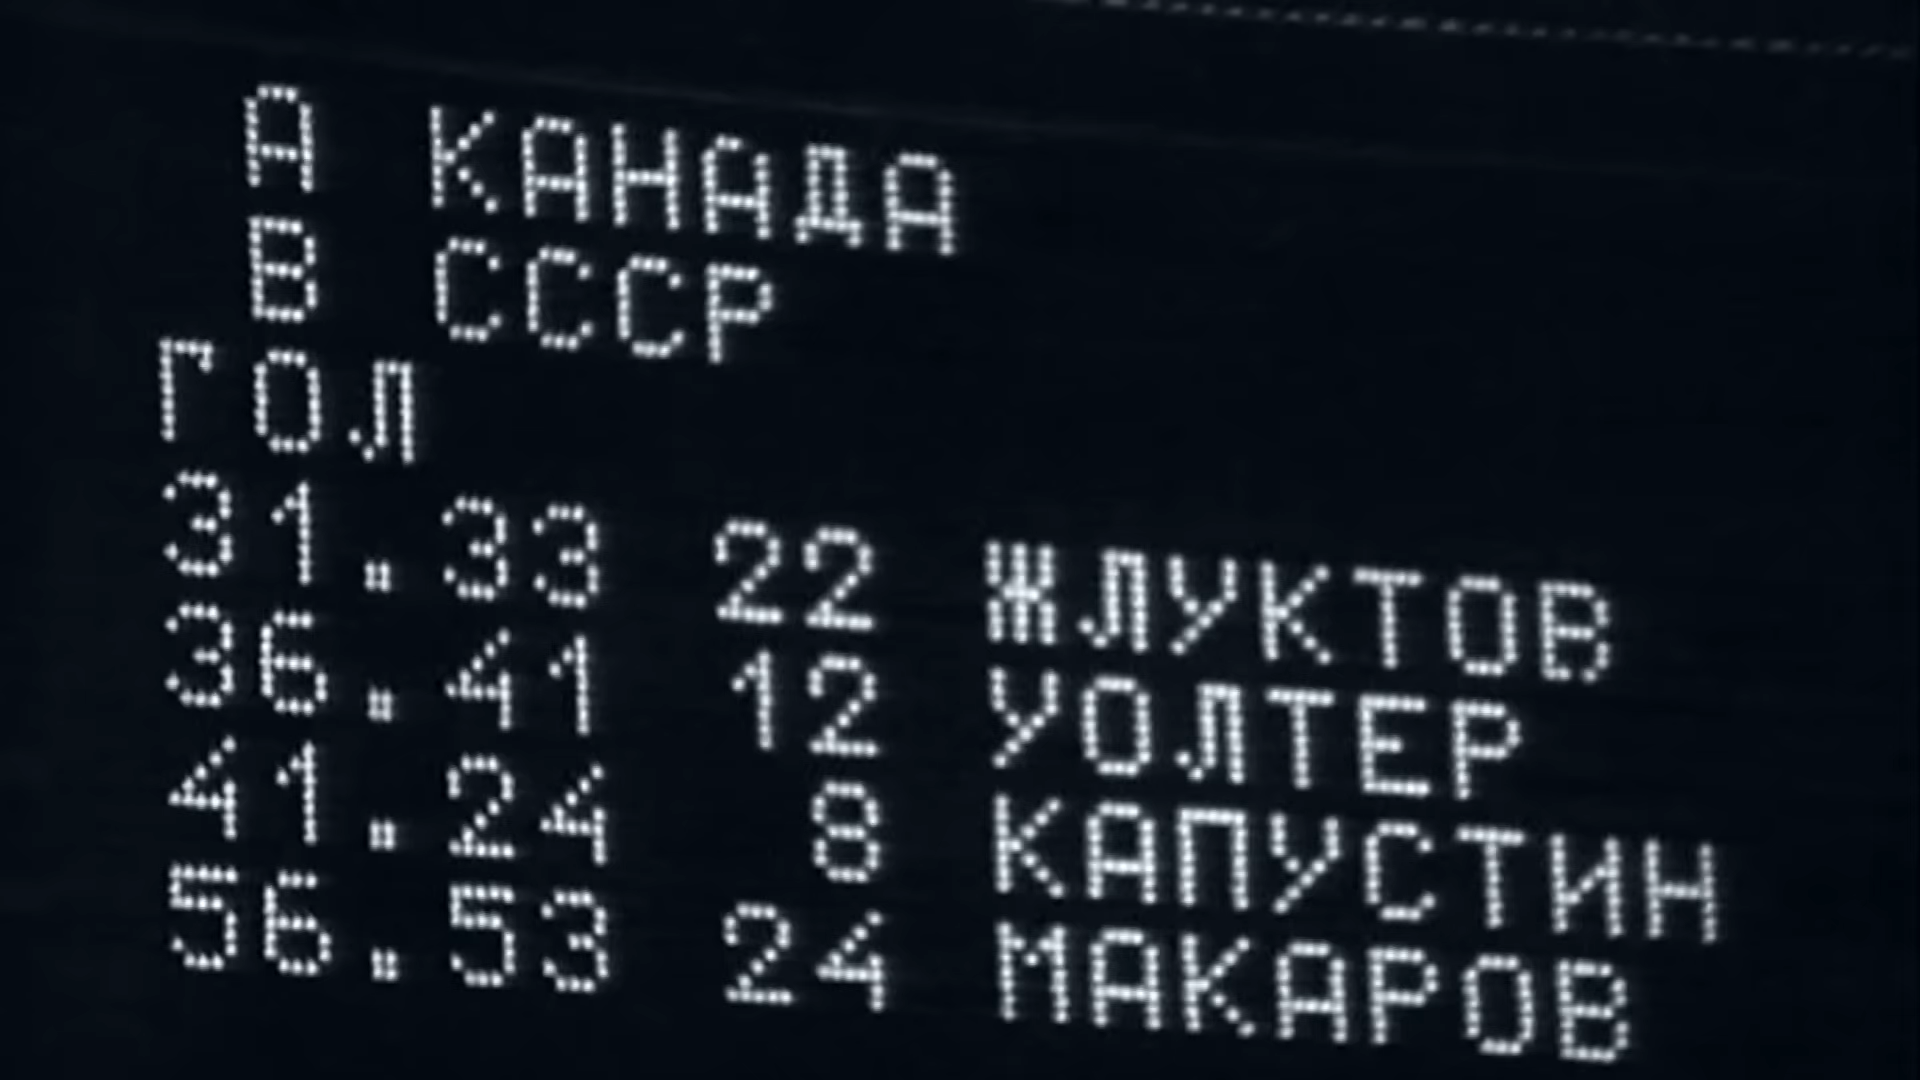 А КАНАДА
В СССР
ГОЛ
31.33 22 ЖЛУКТОВ
36.41 12 УОЛТЕР
41.24 8 КАПУСТИН
56.53 24 МАКАРОВ